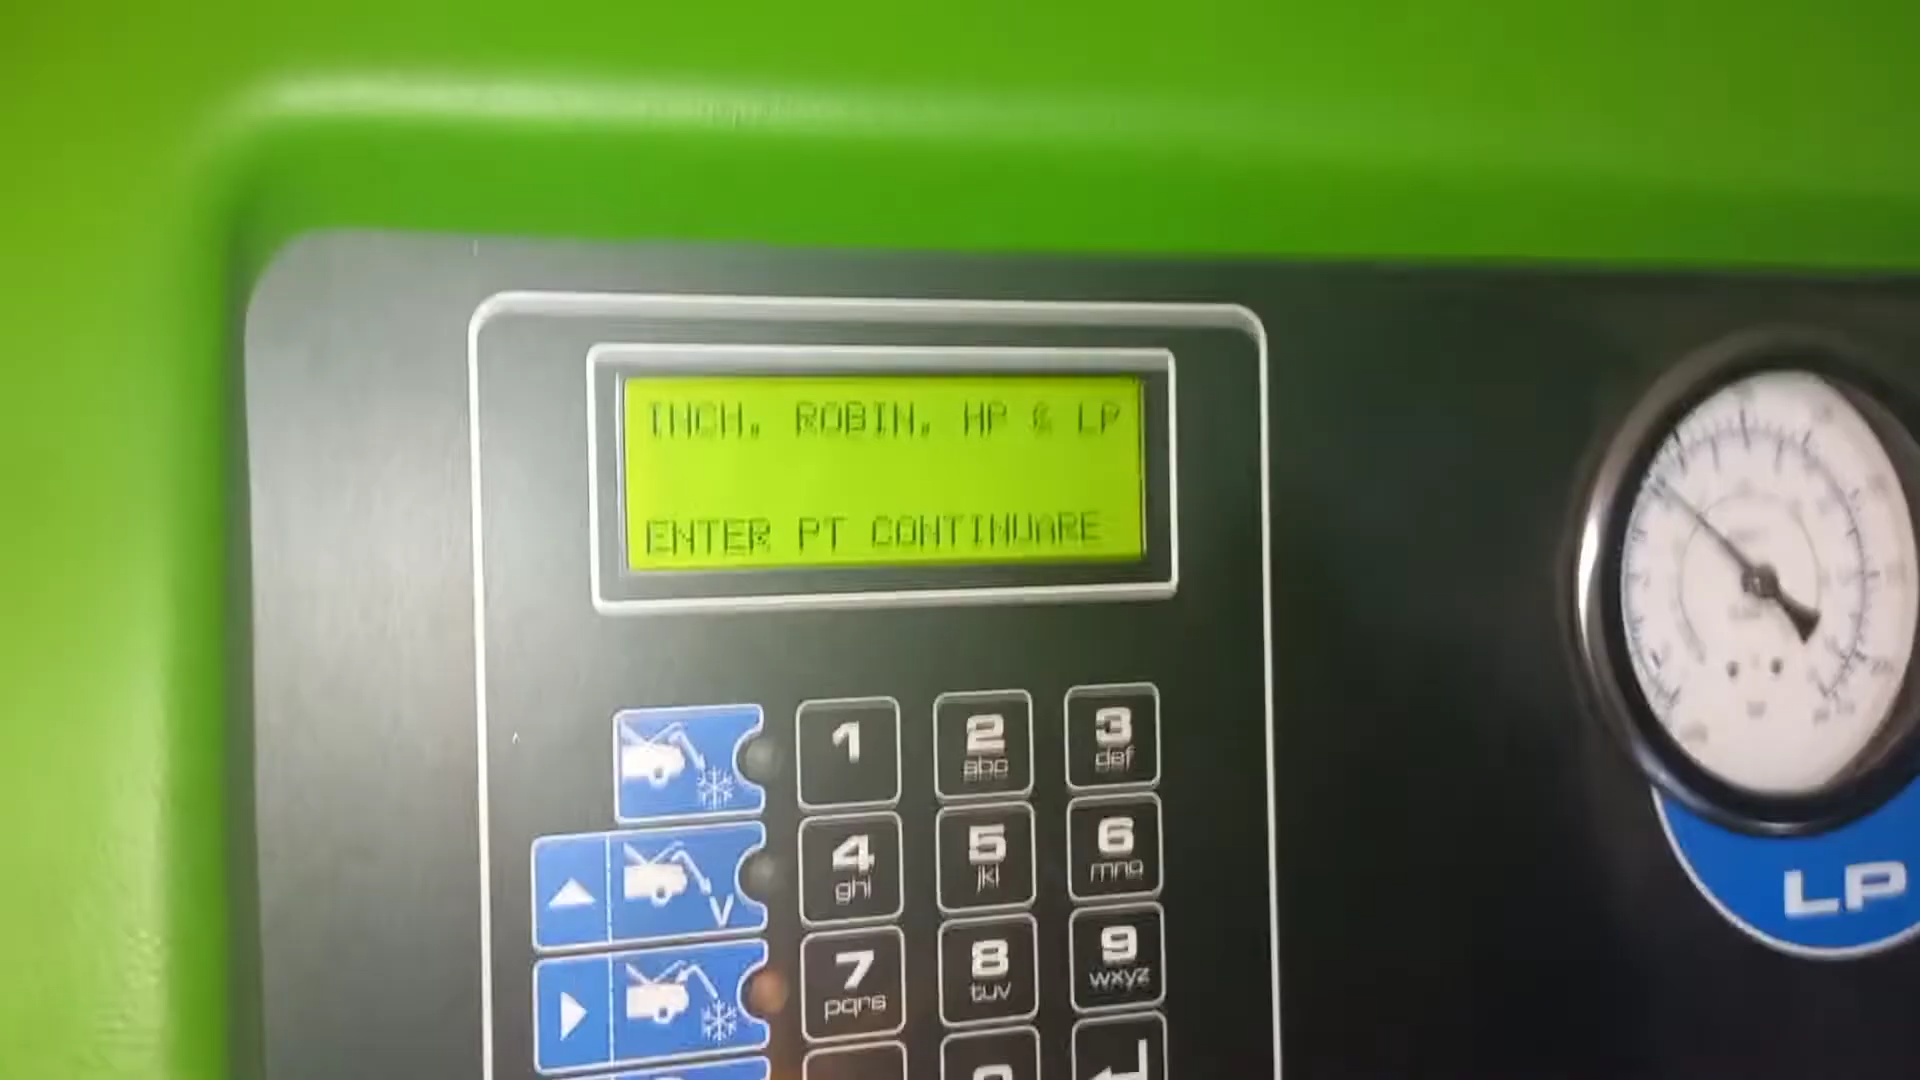 INCH. ROBIN. HP & LP
ENTER PT CONTINUARE
1
2 abc
3 def
4 ghi
5 jkl
6 mno
7 pqrs
8 tuv
9 wxyz
V
LP